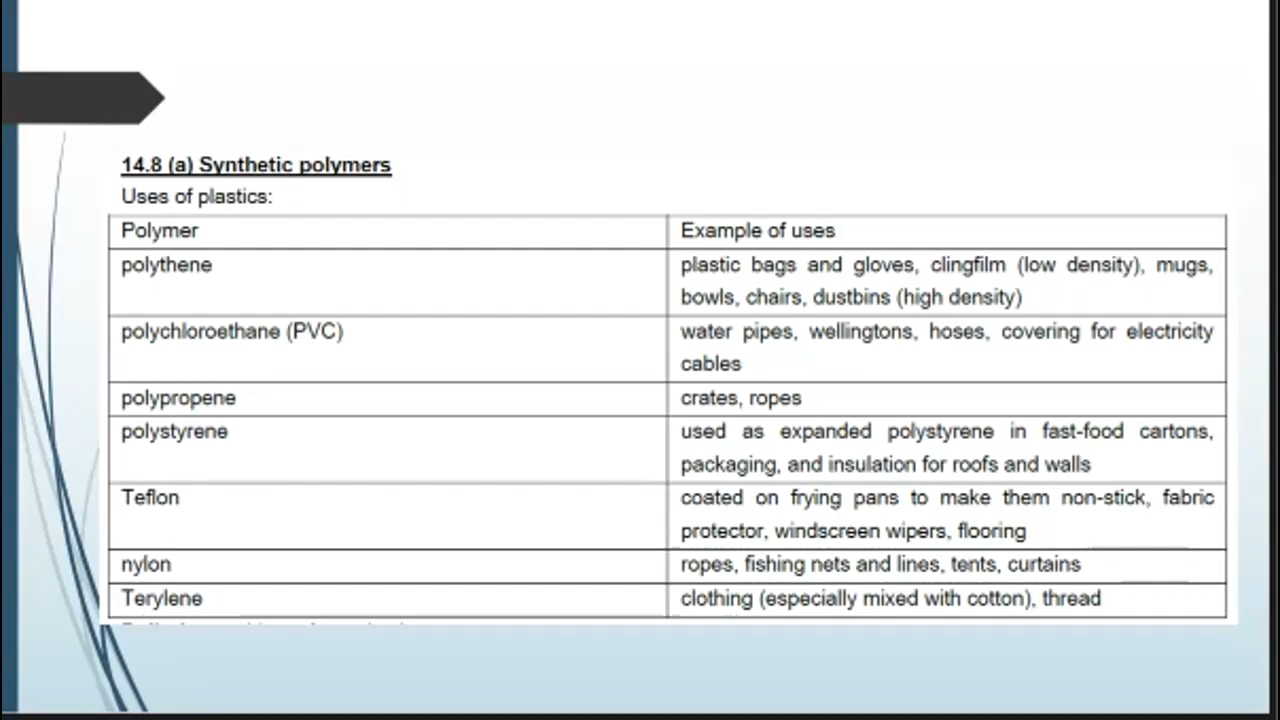 14.8 (a) Synthetic polymers
Uses of plastics:
Polymer Example of uses
polythene plastic bags and gloves, clingfilm (low density), mugs,
bowls, chairs, dustbins (high density)
polychloroethane (PVC) water pipes, wellingtons, hoses, covering for electricity
cables
polypropene crates, ropes
polystyrene used as expanded polystyrene in fast-food cartons,
packaging, and insulation for roofs and walls
Teflon coated on frying pans to make them non-stick, fabric
protector, windscreen wipers, flooring
nylon ropes, fishing nets and lines, tents, curtains
Terylene clothing (especially mixed with cotton), thread